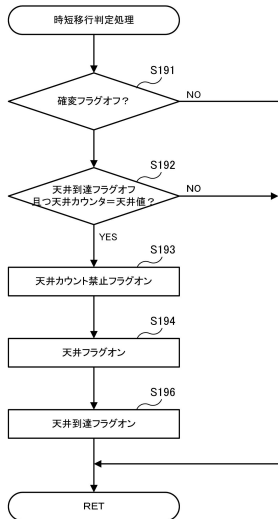 時短移行判定処理
S191
確変フラグオフ？
NO
S192
天井到達フラグオフ
且つ天井カウンタ＝天井値？
NO
YES
S193
天井カウント禁止フラグオン
S194
天井フラグオン
S196
天井到達フラグオン
RET